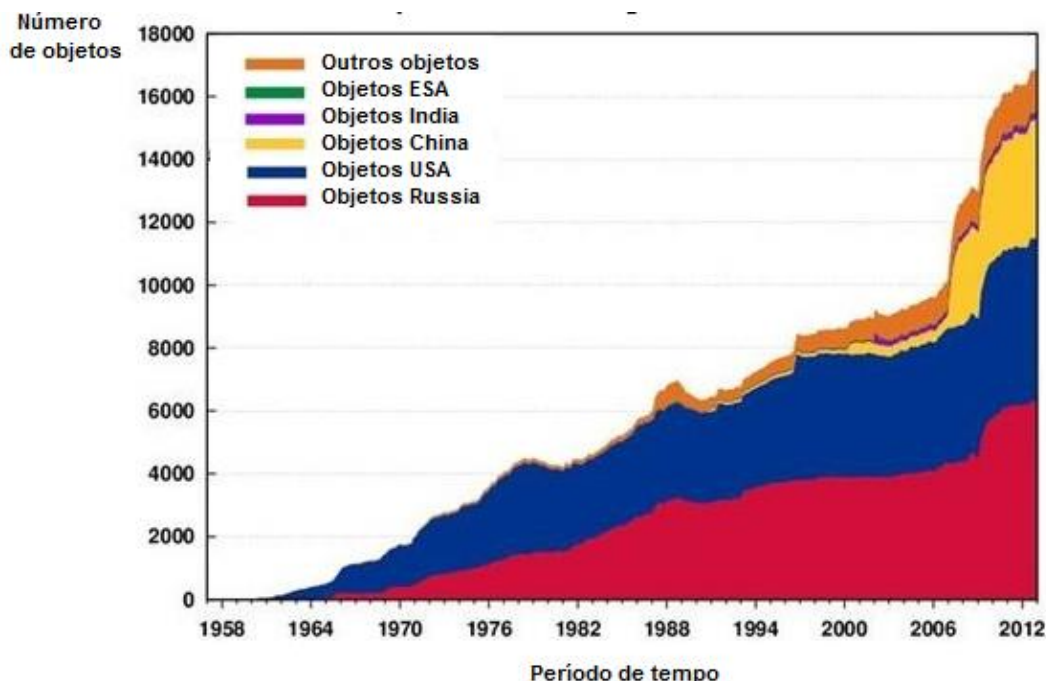 Número
de objetos
18000
16000
14000
12000
10000
8000
6000
4000
2000
0
Outros objetos
Objetos ESA
Objetos India
Objetos China
Objetos USA
Objetos Russia
1958 1964 1970 1976 1982 1988 1994 2000 2006 2012
Período de tempo